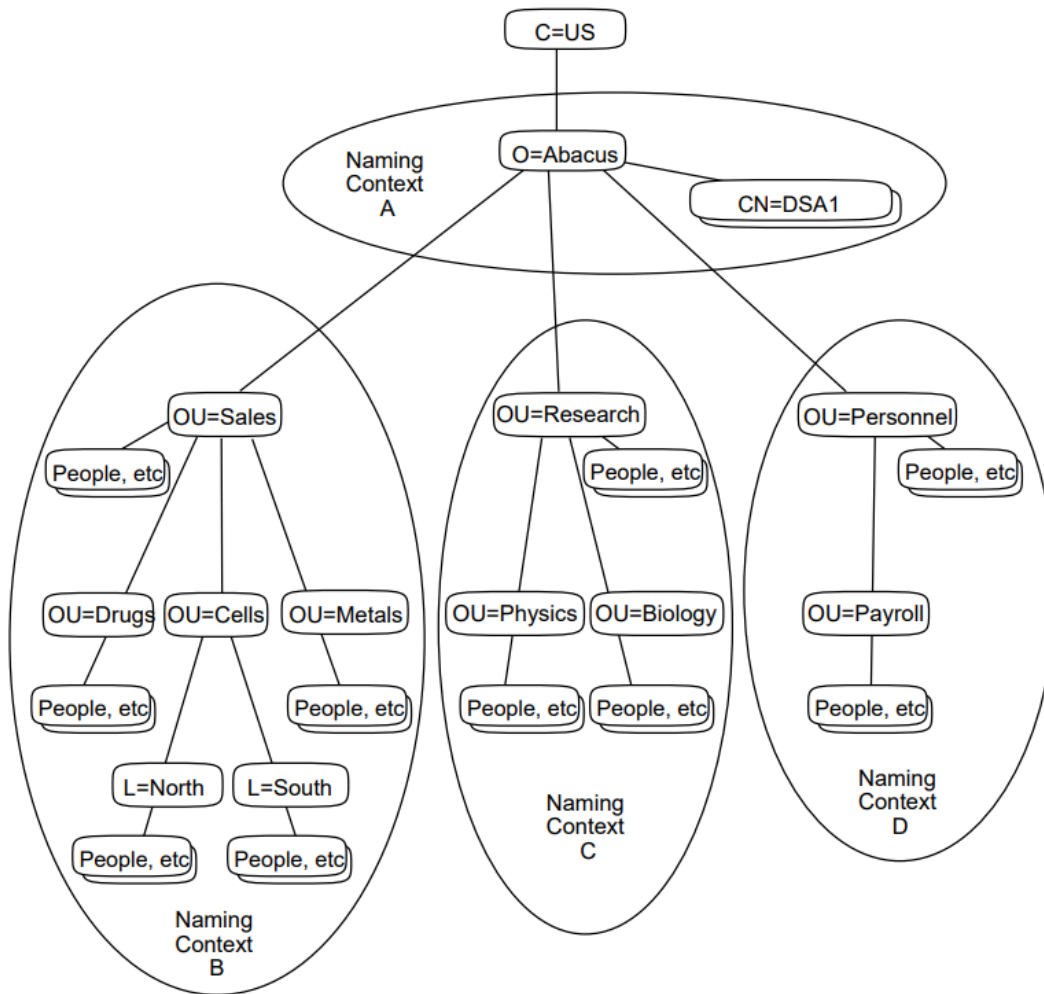 C=US
O=Abacus
Naming
Context
A
CN=DSA1
OU=Sales
OU=Research
OU=Personnel
People, etc
People, etc
People, etc
OU=Drugs
OU=Cells
OU=Metals
OU=Physics
OU=Biology
OU=Payroll
People, etc
People, etc
People, etc
People, etc
People, etc
L=North
L=South
Naming
Context
D
Naming
Context
C
People, etc
People, etc
Naming
Context
B